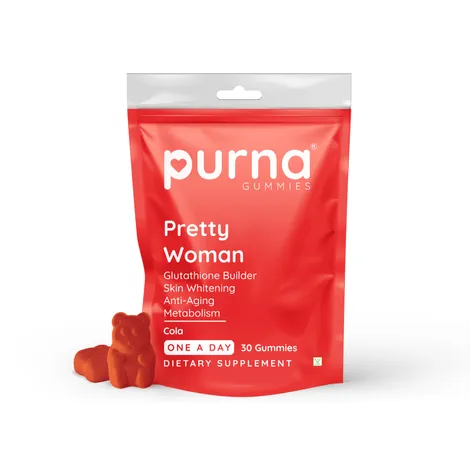 purna®
GUMMIES
Pretty
Woman
Glutathione Builder
Skin Whitening
Anti-Aging
Metabolism
Cola
ONE A DAY 30 Gummies
DIETARY SUPPLEMENT